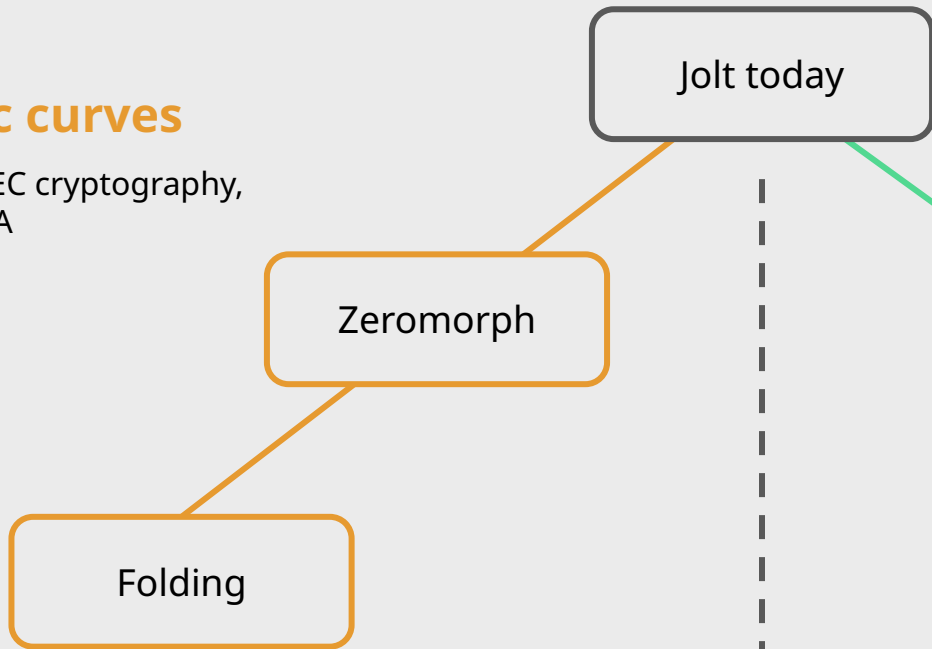 Jolt today
c curves
EC cryptography,
A
Zeromorph
Folding